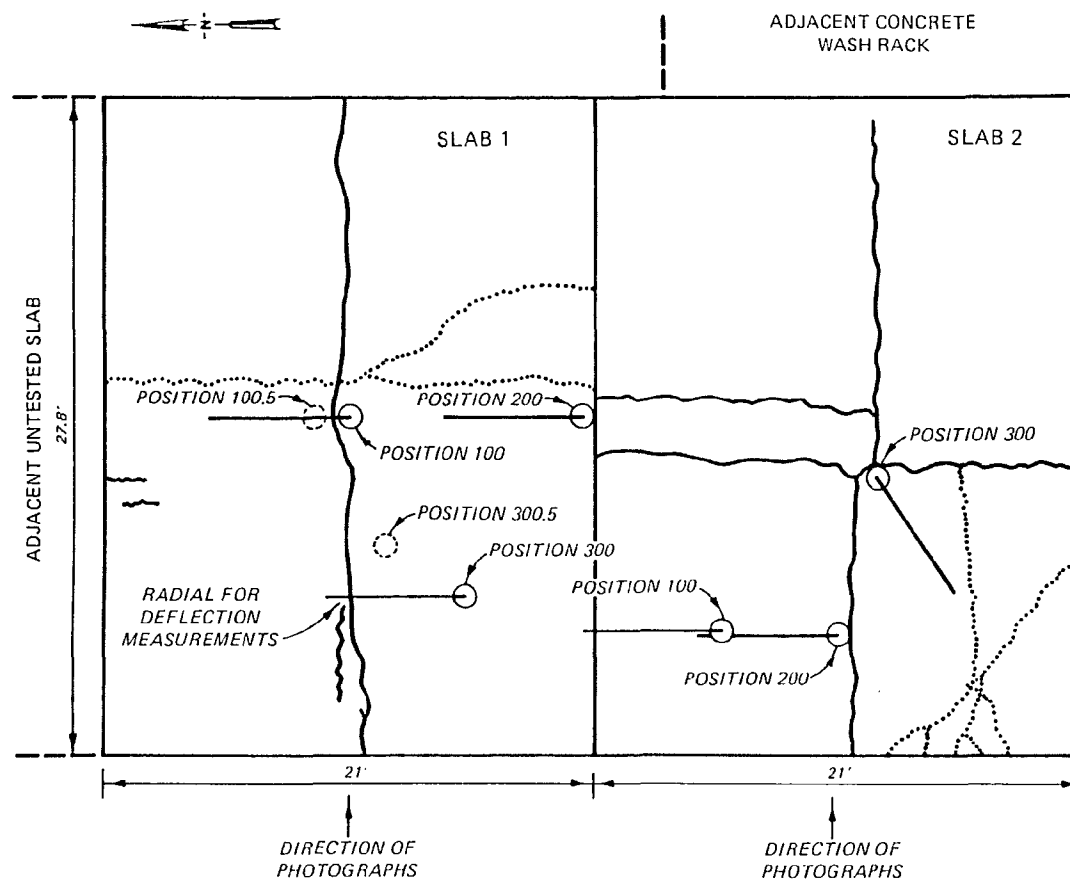 N
ADJACENT CONCRETE
WASH RACK
SLAB 1
SLAB 2
ADJACENT UNTESTED SLAB
27.8"
POSITION 100.5
POSITION 200
POSITION 100
POSITION 300
POSITION 300.5
POSITION 300
RADIAL FOR
DEFLECTION
MEASUREMENTS
POSITION 100
POSITION 200
21'
21'
DIRECTION OF
PHOTOGRAPHS
DIRECTION OF
PHOTOGRAPHS